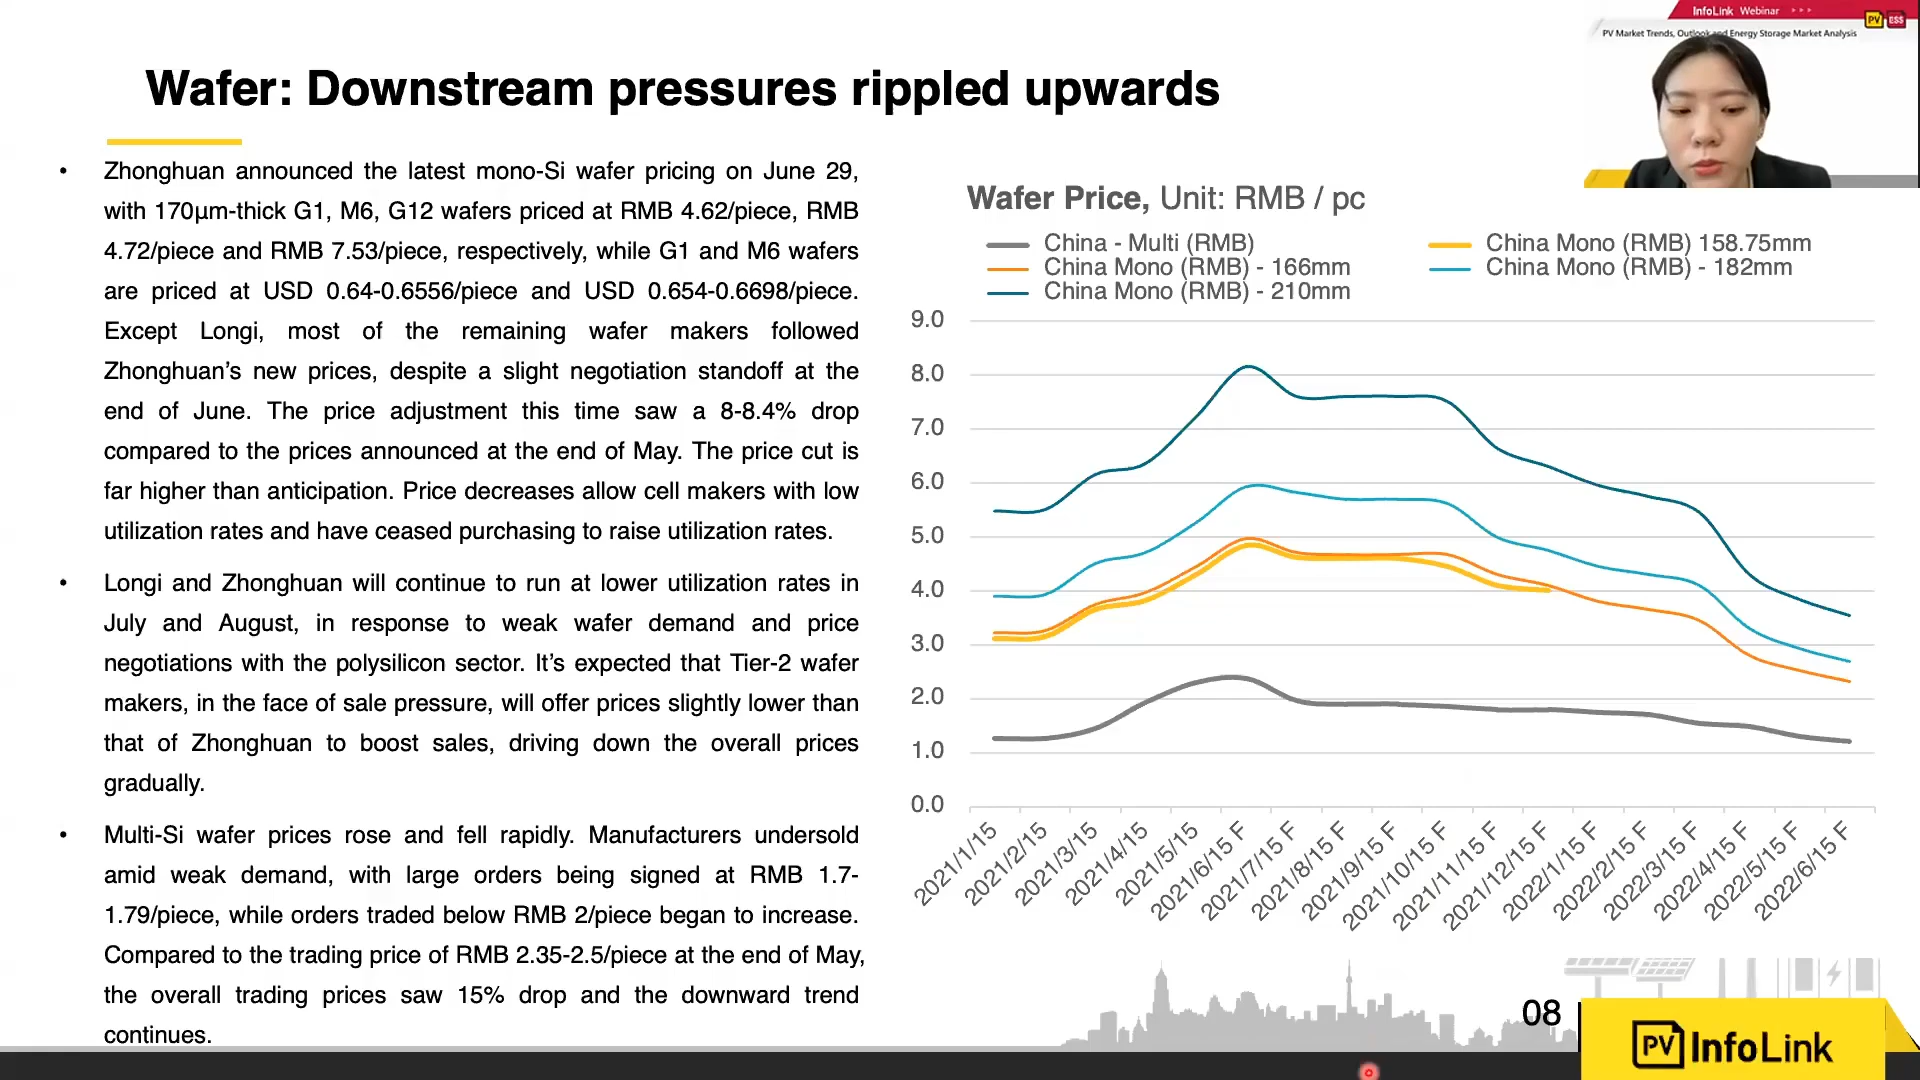 InfoLink Webinar
PV ESS
PV Market Trends, Outlook and Energy Storage Market Analysis
Wafer: Downstream pressures rippled upwards
• Zhonghuan announced the latest mono-Si wafer pricing on June 29,
with 170μm-thick G1, M6, G12 wafers priced at RMB 4.62/piece, RMB
4.72/piece and RMB 7.53/piece, respectively, while G1 and M6 wafers
are priced at USD 0.64-0.6556/piece and USD 0.654-0.6698/piece.
Except Longi, most of the remaining wafer makers followed
Zhonghuan’s new prices, despite a slight negotiation standoff at the
end of June. The price adjustment this time saw a 8-8.4% drop
compared to the prices announced at the end of May. The price cut is
far higher than anticipation. Price decreases allow cell makers with low
utilization rates and have ceased purchasing to raise utilization rates.
• Longi and Zhonghuan will continue to run at lower utilization rates in
July and August, in response to weak wafer demand and price
negotiations with the polysilicon sector. It’s expected that Tier-2 wafer
makers, in the face of sale pressure, will offer prices slightly lower than
that of Zhonghuan to boost sales, driving down the overall prices
gradually.
• Multi-Si wafer prices rose and fell rapidly. Manufacturers undersold
amid weak demand, with large orders being signed at RMB 1.7-
1.79/piece, while orders traded below RMB 2/piece began to increase.
Compared to the trading price of RMB 2.35-2.5/piece at the end of May,
the overall trading prices saw 15% drop and the downward trend
continues.
Wafer Price, Unit: RMB / pc
China - Multi (RMB)
China Mono (RMB) 158.75mm
China Mono (RMB) - 166mm
China Mono (RMB) - 182mm
China Mono (RMB) - 210mm
9.0
8.0
7.0
6.0
5.0
4.0
3.0
2.0
1.0
0.0
2021/1/15
2021/2/15
2021/3/15
2021/4/15
2021/5/15
2021/6/15 F
2021/7/15 F
2021/8/15 F
2021/9/15 F
2021/10/15 F
2021/11/15 F
2021/12/15 F
2022/1/15 F
2022/2/15 F
2022/3/15 F
2022/4/15 F
2022/5/15 F
2022/6/15 F
08
PV InfoLink